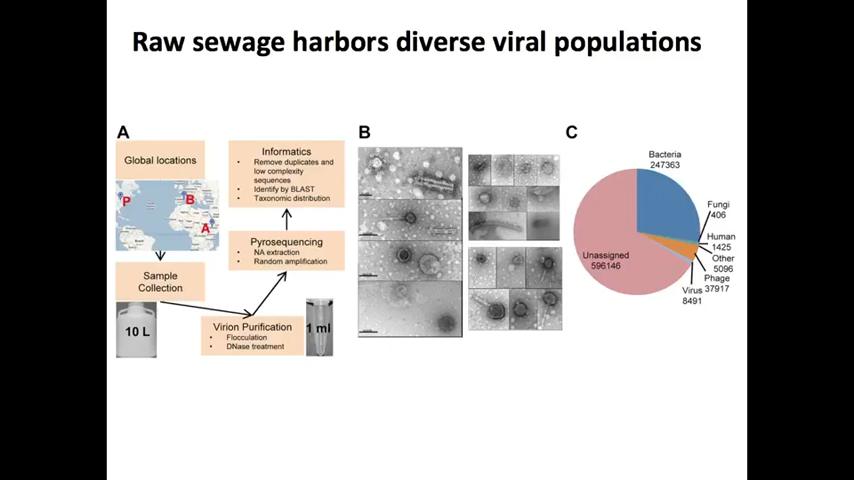 Raw sewage harbors diverse viral populations
A
Global locations
P
B
A
Sample
Collection
10 L
Virion Purification
• Flocculation
• DNase treatment
1 ml
Pyrosequencing
• NA extraction
• Random amplification
Informatics
• Remove duplicates and
low complexity
sequences
• Identify by BLAST
• Taxonomic distribution
B
C
Bacteria
247363
Fungi
406
Human
1425
Other
5096
Phage
37917
Virus
8491
Unassigned
596146